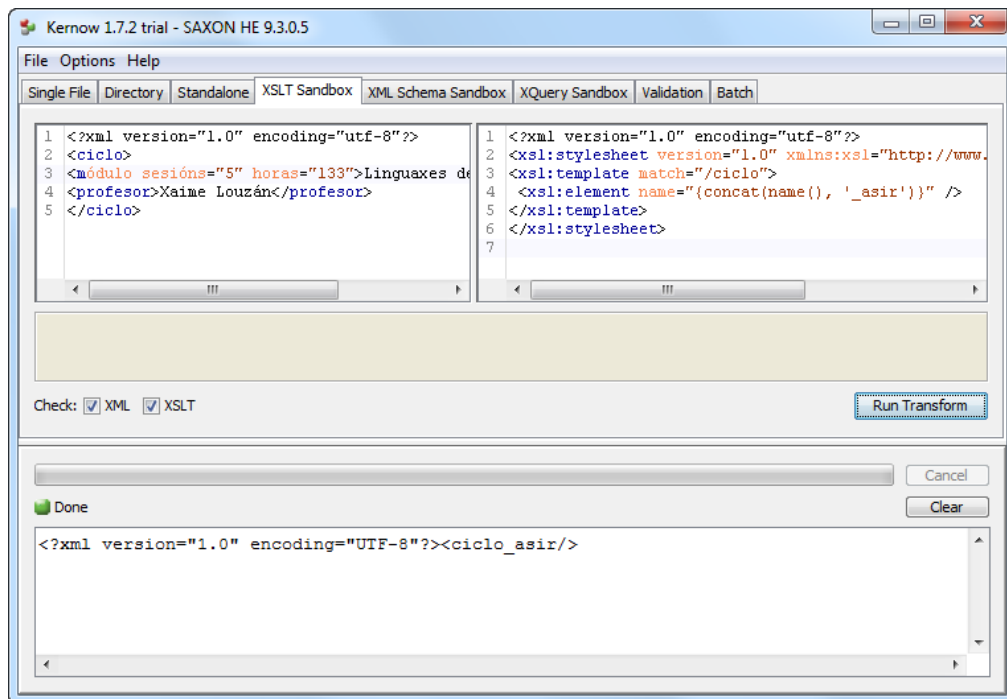 Kernow 1.7.2 trial - SAXON HE 9.3.0.5
File Options Help
Single File Directory Standalone XSLT Sandbox XML Schema Sandbox XQuery Sandbox Validation Batch
1 <?xml version="1.0" encoding="utf-8"?>
2 <ciclo>
3 <módulo sesións="5" horas="133">Linguaxes de
4 <profesor>Xaime Louzán</profesor>
5 </ciclo>
1 <?xml version="1.0" encoding="utf-8"?>
2 <xsl:stylesheet version="1.0" xmlns:xsl="http://www.
3 <xsl:template match="/ciclo">
4 <xsl:element name="{concat(name(), '_asir')}" />
5 </xsl:template>
6 </xsl:stylesheet>
7
Check: XML XSLT
Run Transform
Cancel
Done
Clear
<?xml version="1.0" encoding="UTF-8"?><ciclo_asir/>